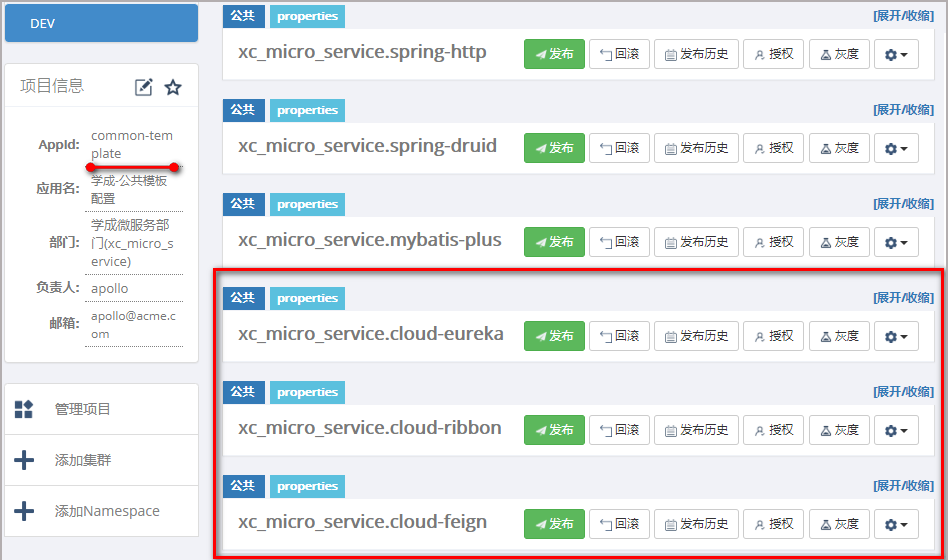 DEV
项目信息
AppId:
common-tem
plate
应用名:
学成-公共模板
配置
部门:
学成微服务部
门(xc_micro_s
ervice)
负责人:
apollo
邮箱:
apollo@acme.c
om
管理项目
添加集群
添加Namespace
公共 properties [展开/收缩]
xc_micro_service.spring-http 发布 回滚 发布历史 授权 灰度
公共 properties [展开/收缩]
xc_micro_service.spring-druid 发布 回滚 发布历史 授权 灰度
公共 properties [展开/收缩]
xc_micro_service.mybatis-plus 发布 回滚 发布历史 授权 灰度
公共 properties [展开/收缩]
xc_micro_service.cloud-eureka 发布 回滚 发布历史 授权 灰度
公共 properties [展开/收缩]
xc_micro_service.cloud-ribbon 发布 回滚 发布历史 授权 灰度
公共 properties [展开/收缩]
xc_micro_service.cloud-feign 发布 回滚 发布历史 授权 灰度